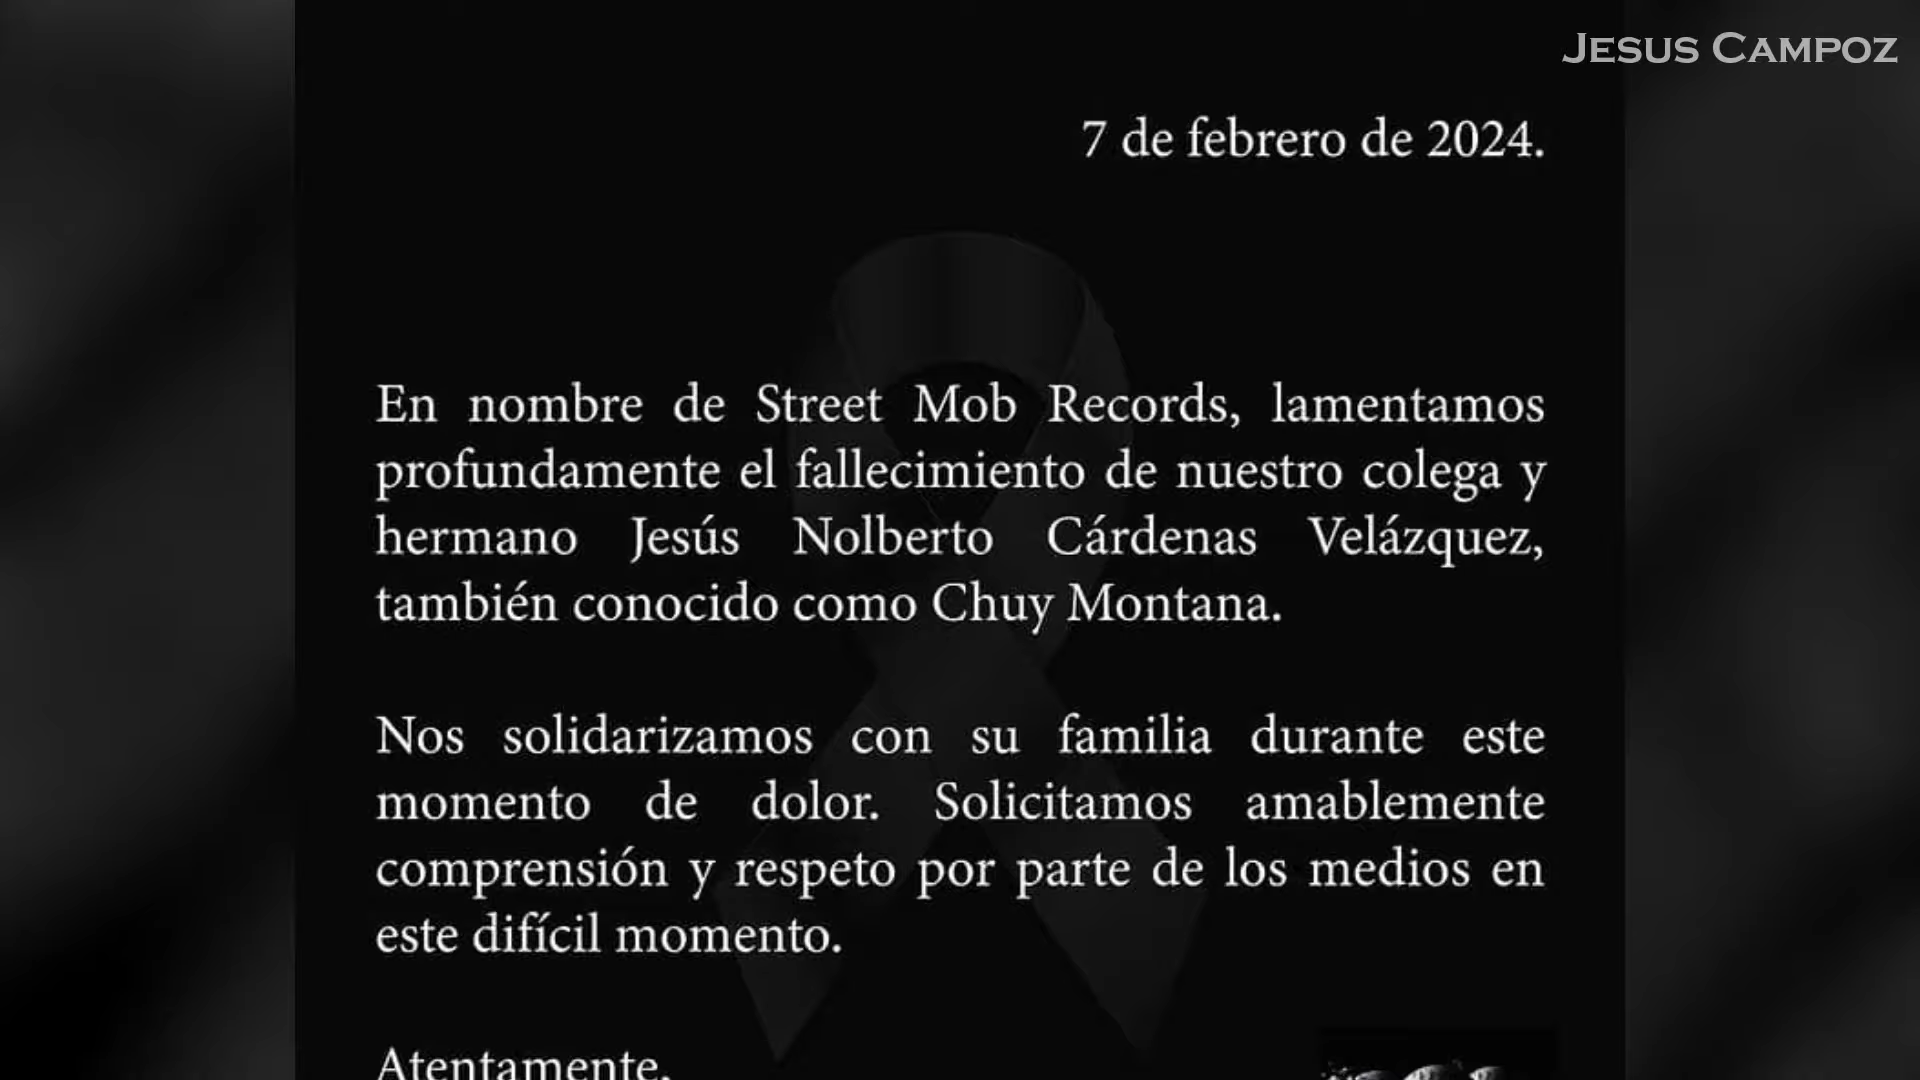 JESUS CAMPOZ
7 de febrero de 2024.
En nombre de Street Mob Records, lamentamos
profundamente el fallecimiento de nuestro colega y
hermano Jesús Nolberto Cárdenas Velázquez,
también conocido como Chuy Montana.
Nos solidarizamos con su familia durante este
momento de dolor. Solicitamos amablemente
comprensión y respeto por parte de los medios en
este difícil momento.
Atentamente,